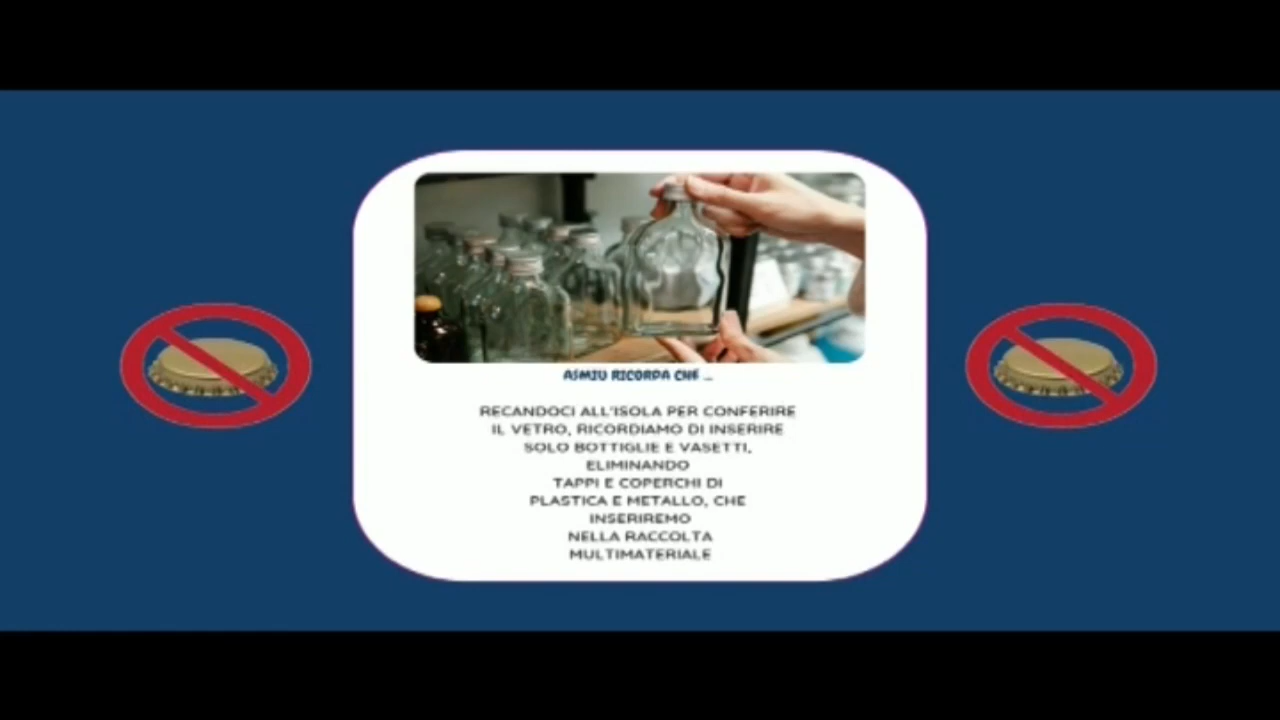 ASMIU RICORDA CHE ...
RECANDOCI ALL'ISOLA PER CONFERIRE
IL VETRO, RICORDIAMO DI INSERIRE
SOLO BOTTIGLIE E VASETTI,
ELIMINANDO
TAPPI E COPERCHI DI
PLASTICA E METALLO, CHE
INSERIREMO
NELLA RACCOLTA
MULTIMATERIALE